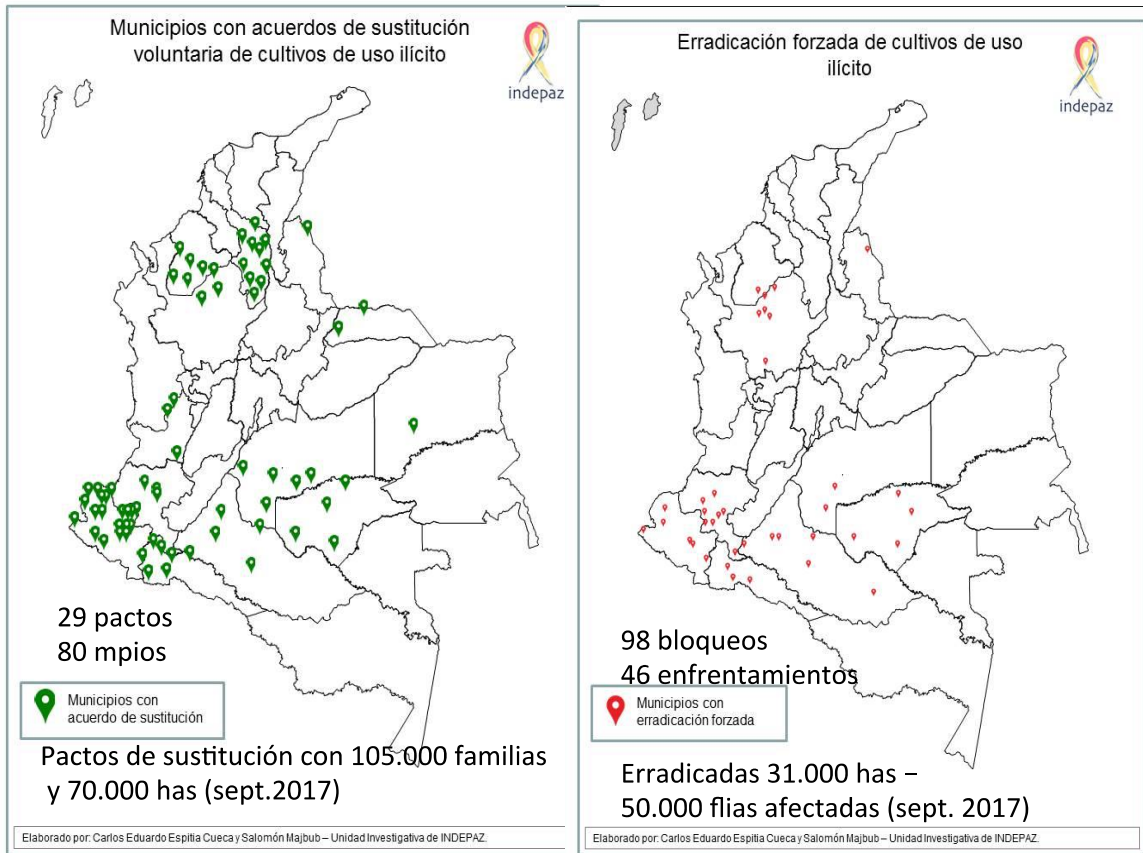 Municipios con acuerdos de sustitución
voluntaria de cultivos de uso ilícito
indepaz
29 pactos
80 mpios
Municipios con
acuerdo de sustitución
Pactos de sustitución con 105.000 familias
y 70.000 has (sept.2017)
Elaborado por: Carlos Eduardo Espitia Cueca y Salomón Majbub – Unidad Investigativa de INDEPAZ.
Erradicación forzada de cultivos de uso
ilícito
indepaz
98 bloqueos
46 enfrentamientos
Municipios con
erradicación forzada
Erradicadas 31.000 has –
50.000 flias afectadas (sept. 2017)
Elaborado por: Carlos Eduardo Espitia Cueca y Salomón Majbub – Unidad Investigativa de INDEPAZ.